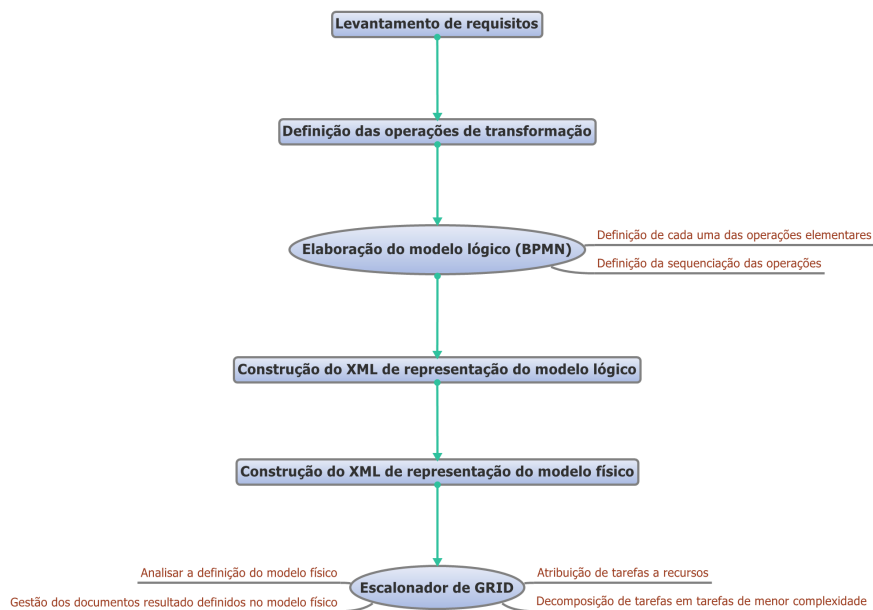 Levantamento de requisitos
Definição das operações de transformação
Elaboração do modelo lógico (BPMN)
Definição de cada uma das operações elementares
Definição da sequenciação das operações
Construção do XML de representação do modelo lógico
Construção do XML de representação do modelo físico
Escalonador de GRID
Analisar a definição do modelo físico
Gestão dos documentos resultado definidos no modelo físico
Atribuição de tarefas a recursos
Decomposição de tarefas em tarefas de menor complexidade